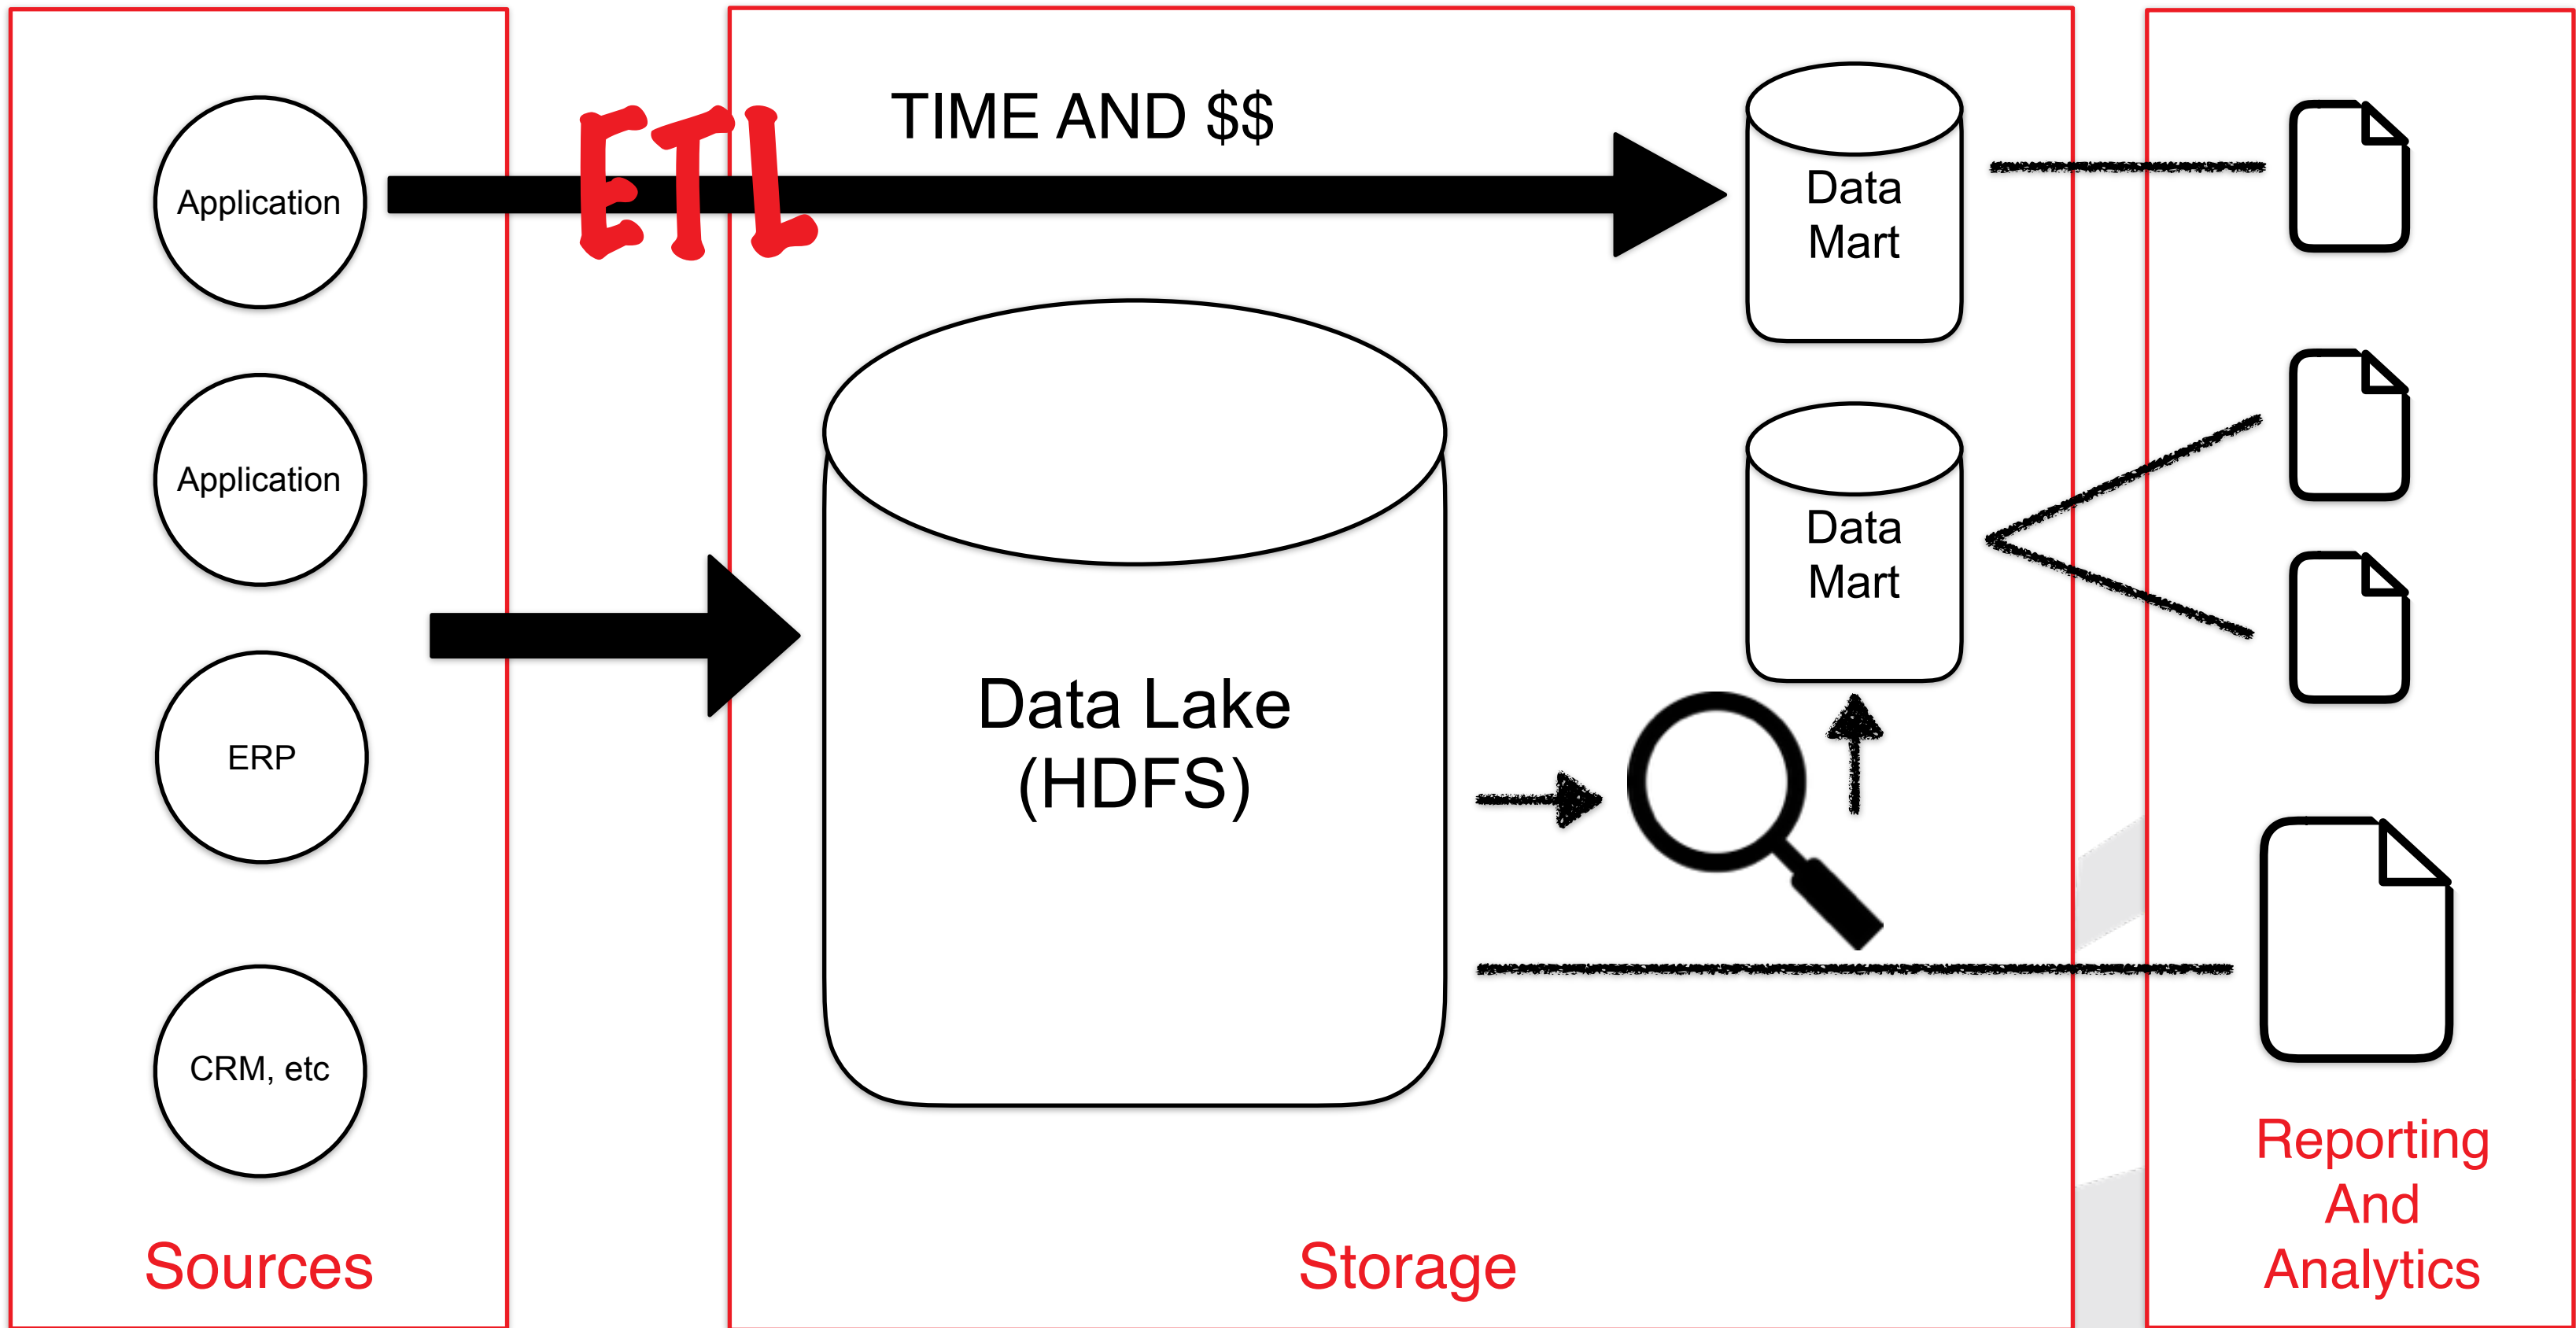 Application
Application
ERP
CRM, etc
Sources
ETL
TIME AND $$
Data Lake
(HDFS)
Data
Mart
Data
Mart
Storage
Reporting
And
Analytics